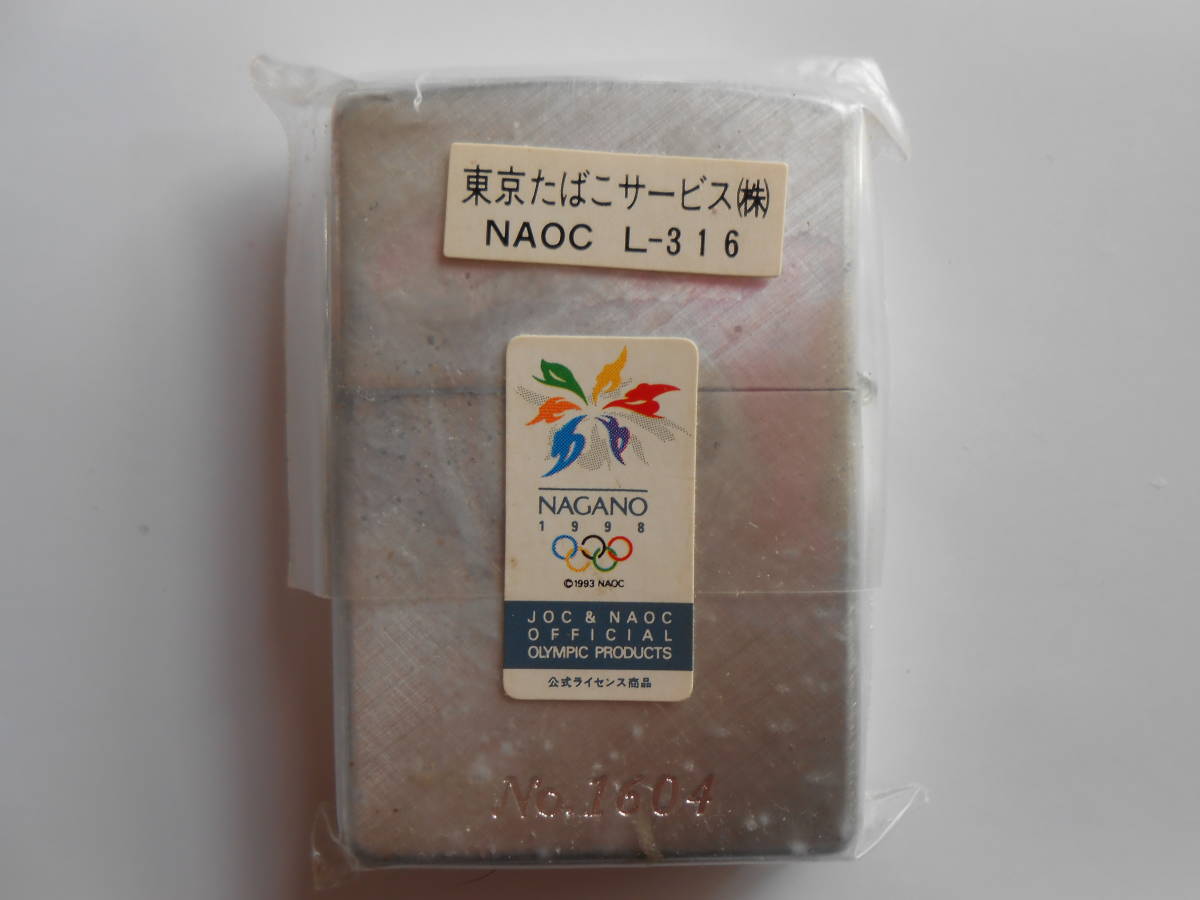 東京たばこサービス㈱
NAOC L-316
NAGANO
1998
©1993 NAOC
JOC & NAOC
OFFICIAL
OLYMPIC PRODUCTS
公式ライセンス商品
No.1604